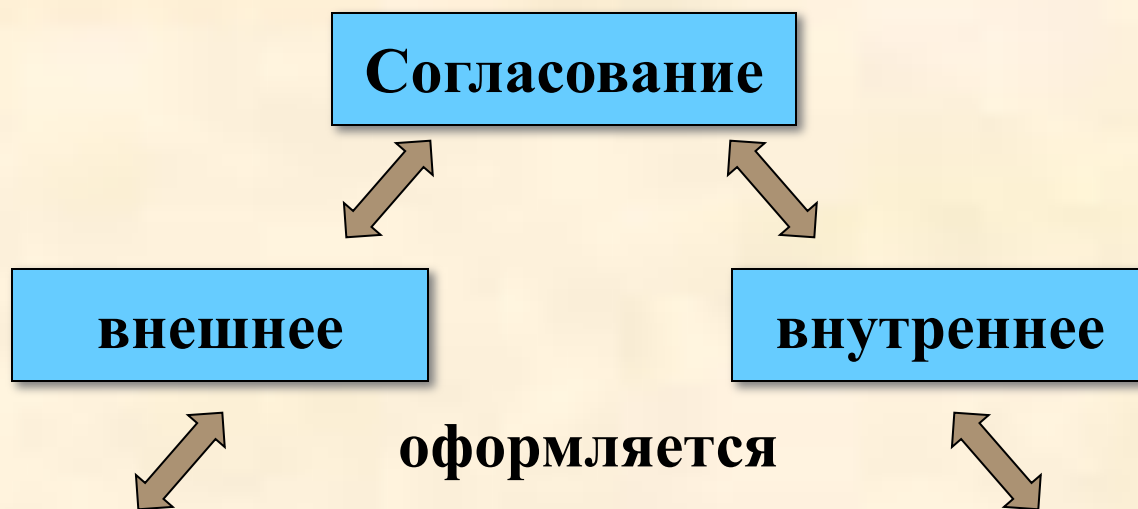 Согласование
внешнее
внутреннее
оформляется